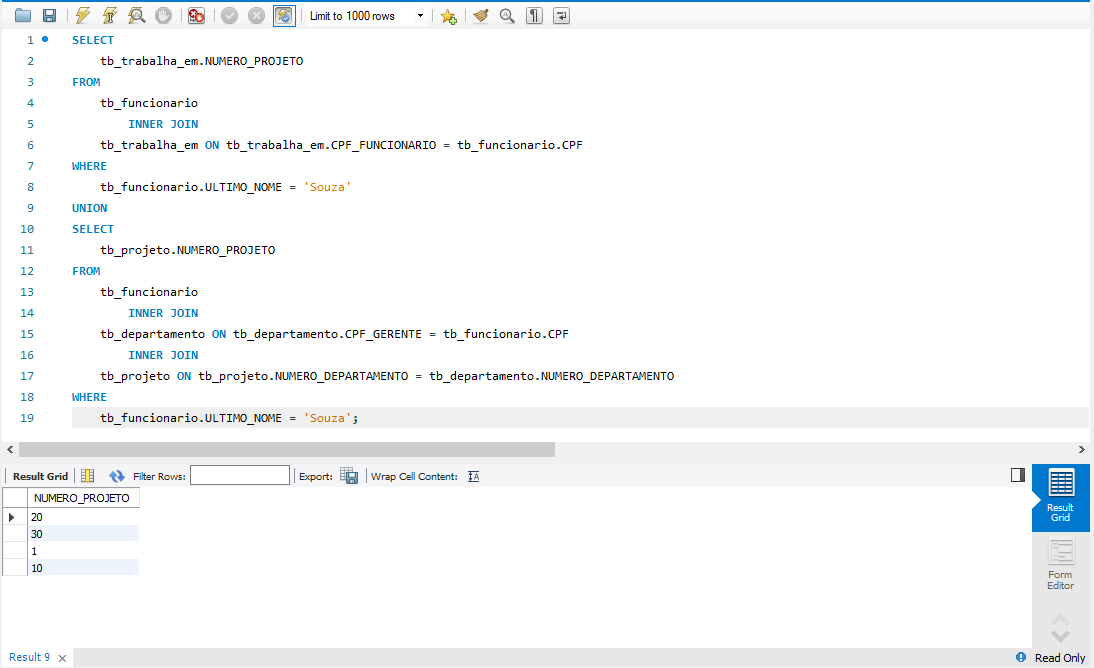 Limit to 1000 rows
1 SELECT
2 tb_trabalha_em.NUMERO_PROJETO
3 FROM
4 tb_funcionario
5 INNER JOIN
6 tb_trabalha_em ON tb_trabalha_em.CPF_FUNCIONARIO = tb_funcionario.CPF
7 WHERE
8 tb_funcionario.ULTIMO_NOME = 'Souza'
9 UNION
10 SELECT
11 tb_projeto.NUMERO_PROJETO
12 FROM
13 tb_funcionario
14 INNER JOIN
15 tb_departamento ON tb_departamento.CPF_GERENTE = tb_funcionario.CPF
16 INNER JOIN
17 tb_projeto ON tb_projeto.NUMERO_DEPARTAMENTO = tb_departamento.NUMERO_DEPARTAMENTO
18 WHERE
19 tb_funcionario.ULTIMO_NOME = 'Souza';
Result Grid Filter Rows: Export: Wrap Cell Content: IA
NUMERO_PROJETO
20
30
1
10
Result
Grid
Form
Editor
Result 9 Read Only